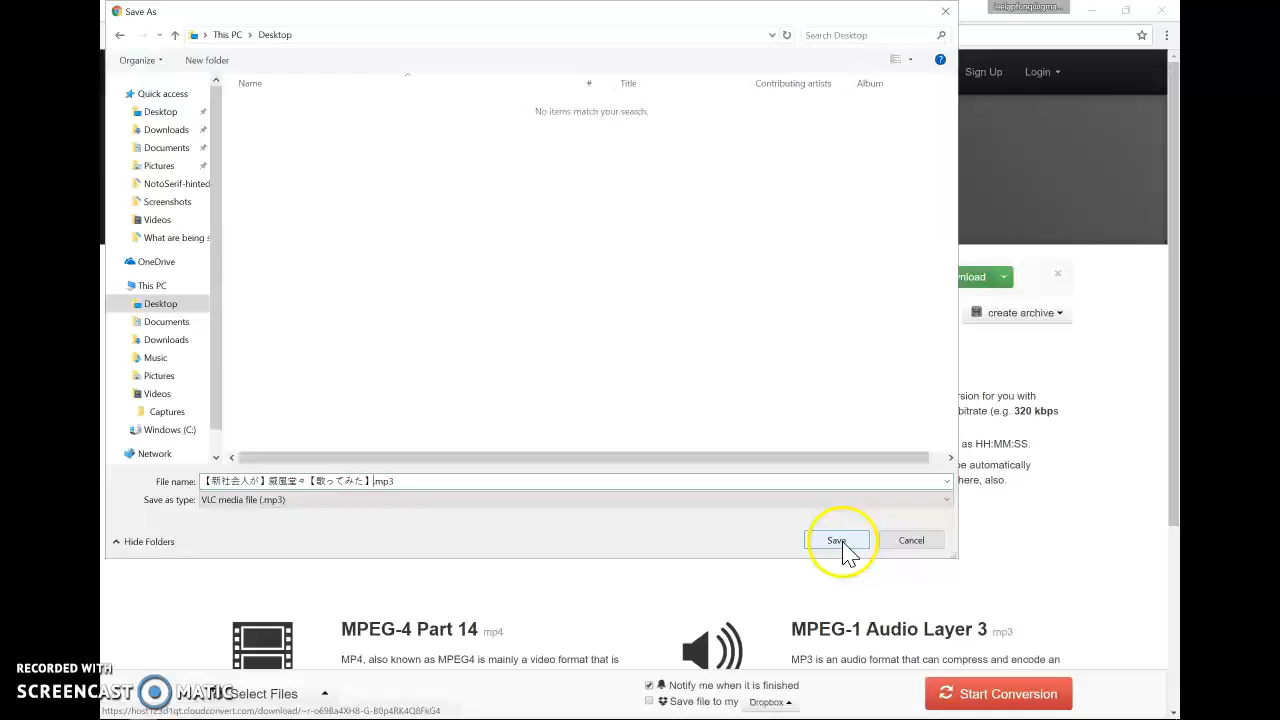 Save As
This PC
Desktop
Search Desktop
Organize
New folder
Name
#
Title
Contributing artists
Album
No items match your search.
Quick access
Desktop
Downloads
Documents
Pictures
NotoSerif-hinted
Screenshots
Videos
What are being s
OneDrive
This PC
Desktop
Documents
Downloads
Music
Pictures
Videos
Captures
Windows (C:)
Network
File name:
【新社会人が】威風堂々【歌ってみた】.mp3
Save as type:
VLC media file (.mp3)
Hide Folders
Save
Cancel
Sign Up
Login
nload
create archive
rsion for you with
bitrate (e.g. 320 kbps
as HH:MM:SS.
be automatically
here, also.
MPEG-4 Part 14 mp4
MP4, also known as MPEG4 is mainly a video format that is
MPEG-1 Audio Layer 3 mp3
MP3 is an audio format that can compress and encode an
Select Files
Notify me when it is finished
Save file to my
Dropbox
Start Conversion
RECORDED WITH
SCREENCAST MATIC